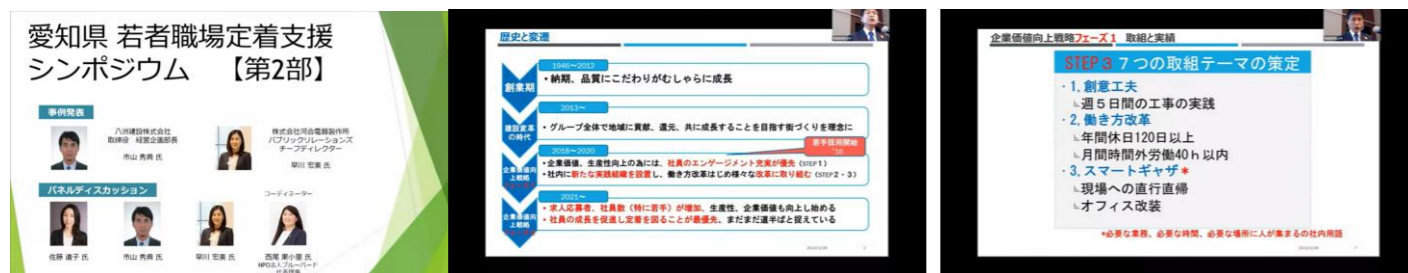 愛知県 若者職場定着支援
シンポジウム 【第2部】
事例発表
八洲建設株式会社
取締役 経営企画部長
市山 秀典 氏
株式会社河合電器製作所
パブリックリレーションズ
チーフディレクター
早川 宏美 氏
パネルディスカッション
コーディネーター
佐藤 道子 氏
市山 秀典 氏
早川 宏美 氏
西尾 果小里 氏
NPO法人ブルーバード
代表理事
歴史と変遷
1946~2012
創業期
・納期、品質にこだわりがむしゃらに成長
2013~
建設変革
の時代
・グループ全体で地域に貢献、還元、共に成長することを目指す街づくりを理念に
若手採用開始
'16
2018~2020
企業価値向
上戦略
・企業価値、生産性向上の為には、社員のエンゲージメント充実が優先(STEP1)
・社内に新たな実践組織を設置し、働き方改革はじめ様々な改革に取り組む(STEP2・3)
2021~
企業価値向
上戦略
・求人応募者、社員数(特に若手)が増加、生産性、企業価値も向上し始める
・社員の成長を促進し定着を図ることが最優先、まだまだ道半ばと捉えている
企業価値向上戦略フェーズ1 取組と実績
STEP3 7つの取組テーマの策定
・1,創意工夫
┗週5日間の工事の実践
・2,働き方改革
┗年間休日120日以上
┗月間時間外労働40h以内
・3,スマートギャザ*
┗現場への直行直帰
┗オフィス改装
*必要な業務、必要な時間、必要な場所に人が集まるの社内用語